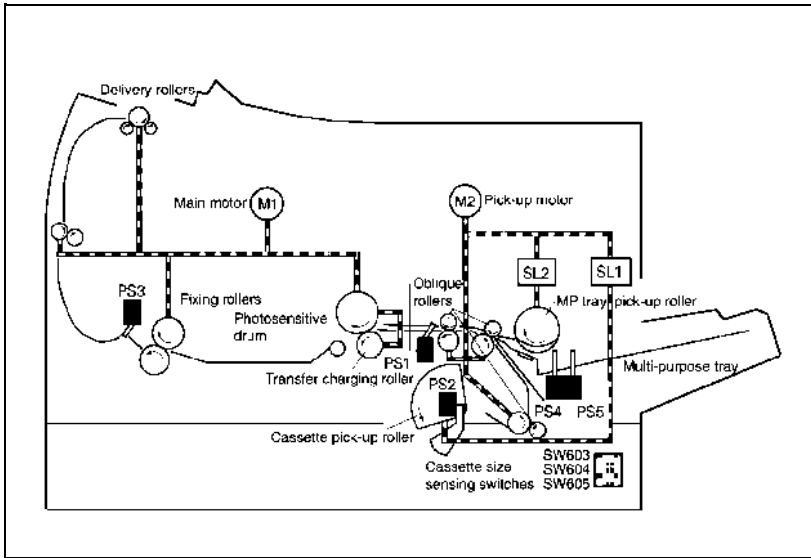 Delivery rollers
Main motor
M1
M2
Pick-up motor
SL2
SL1
PS3
Fixing rollers
Oblique
rollers
MP tray pick-up roller
Photosensitive
drum
Transfer charging roller
PS1
PS2
Multi-purpose tray
PS4
PS5
Cassette pick-up roller
Cassette size
sensing switches
SW603
SW604
SW605